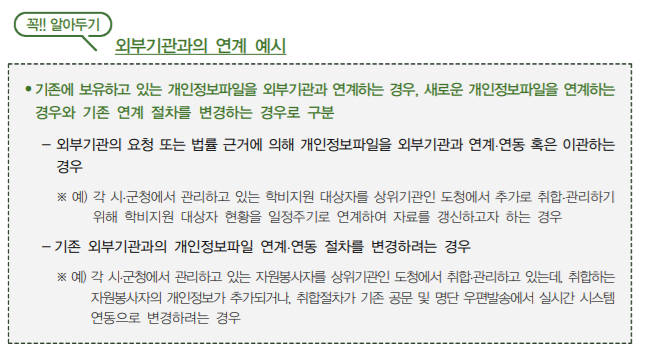 꼭!! 알아두기
외부기관과의 연계 예시
• 기존에 보유하고 있는 개인정보파일을 외부기관과 연계하는 경우, 새로운 개인정보파일을 연계하는
경우와 기존 연계 절차를 변경하는 경우로 구분
– 외부기관의 요청 또는 법률 근거에 의해 개인정보파일을 외부기관과 연계·연동 혹은 이관하는
경우
※ 예) 각 시·군청에서 관리하고 있는 학비지원 대상자를 상위기관인 도청에서 추가로 취합·관리하기
위해 학비지원 대상자 현황을 일정주기로 연계하여 자료를 갱신하고자 하는 경우
– 기존 외부기관과의 개인정보파일 연계·연동 절차를 변경하려는 경우
※ 예) 각 시·군청에서 관리하고 있는 자원봉사자를 상위기관인 도청에서 취합·관리하고 있는데, 취합하는
자원봉사자의 개인정보가 추가되거나, 취합절차가 기존 공문 및 명단 우편발송에서 실시간 시스템
연동으로 변경하려는 경우